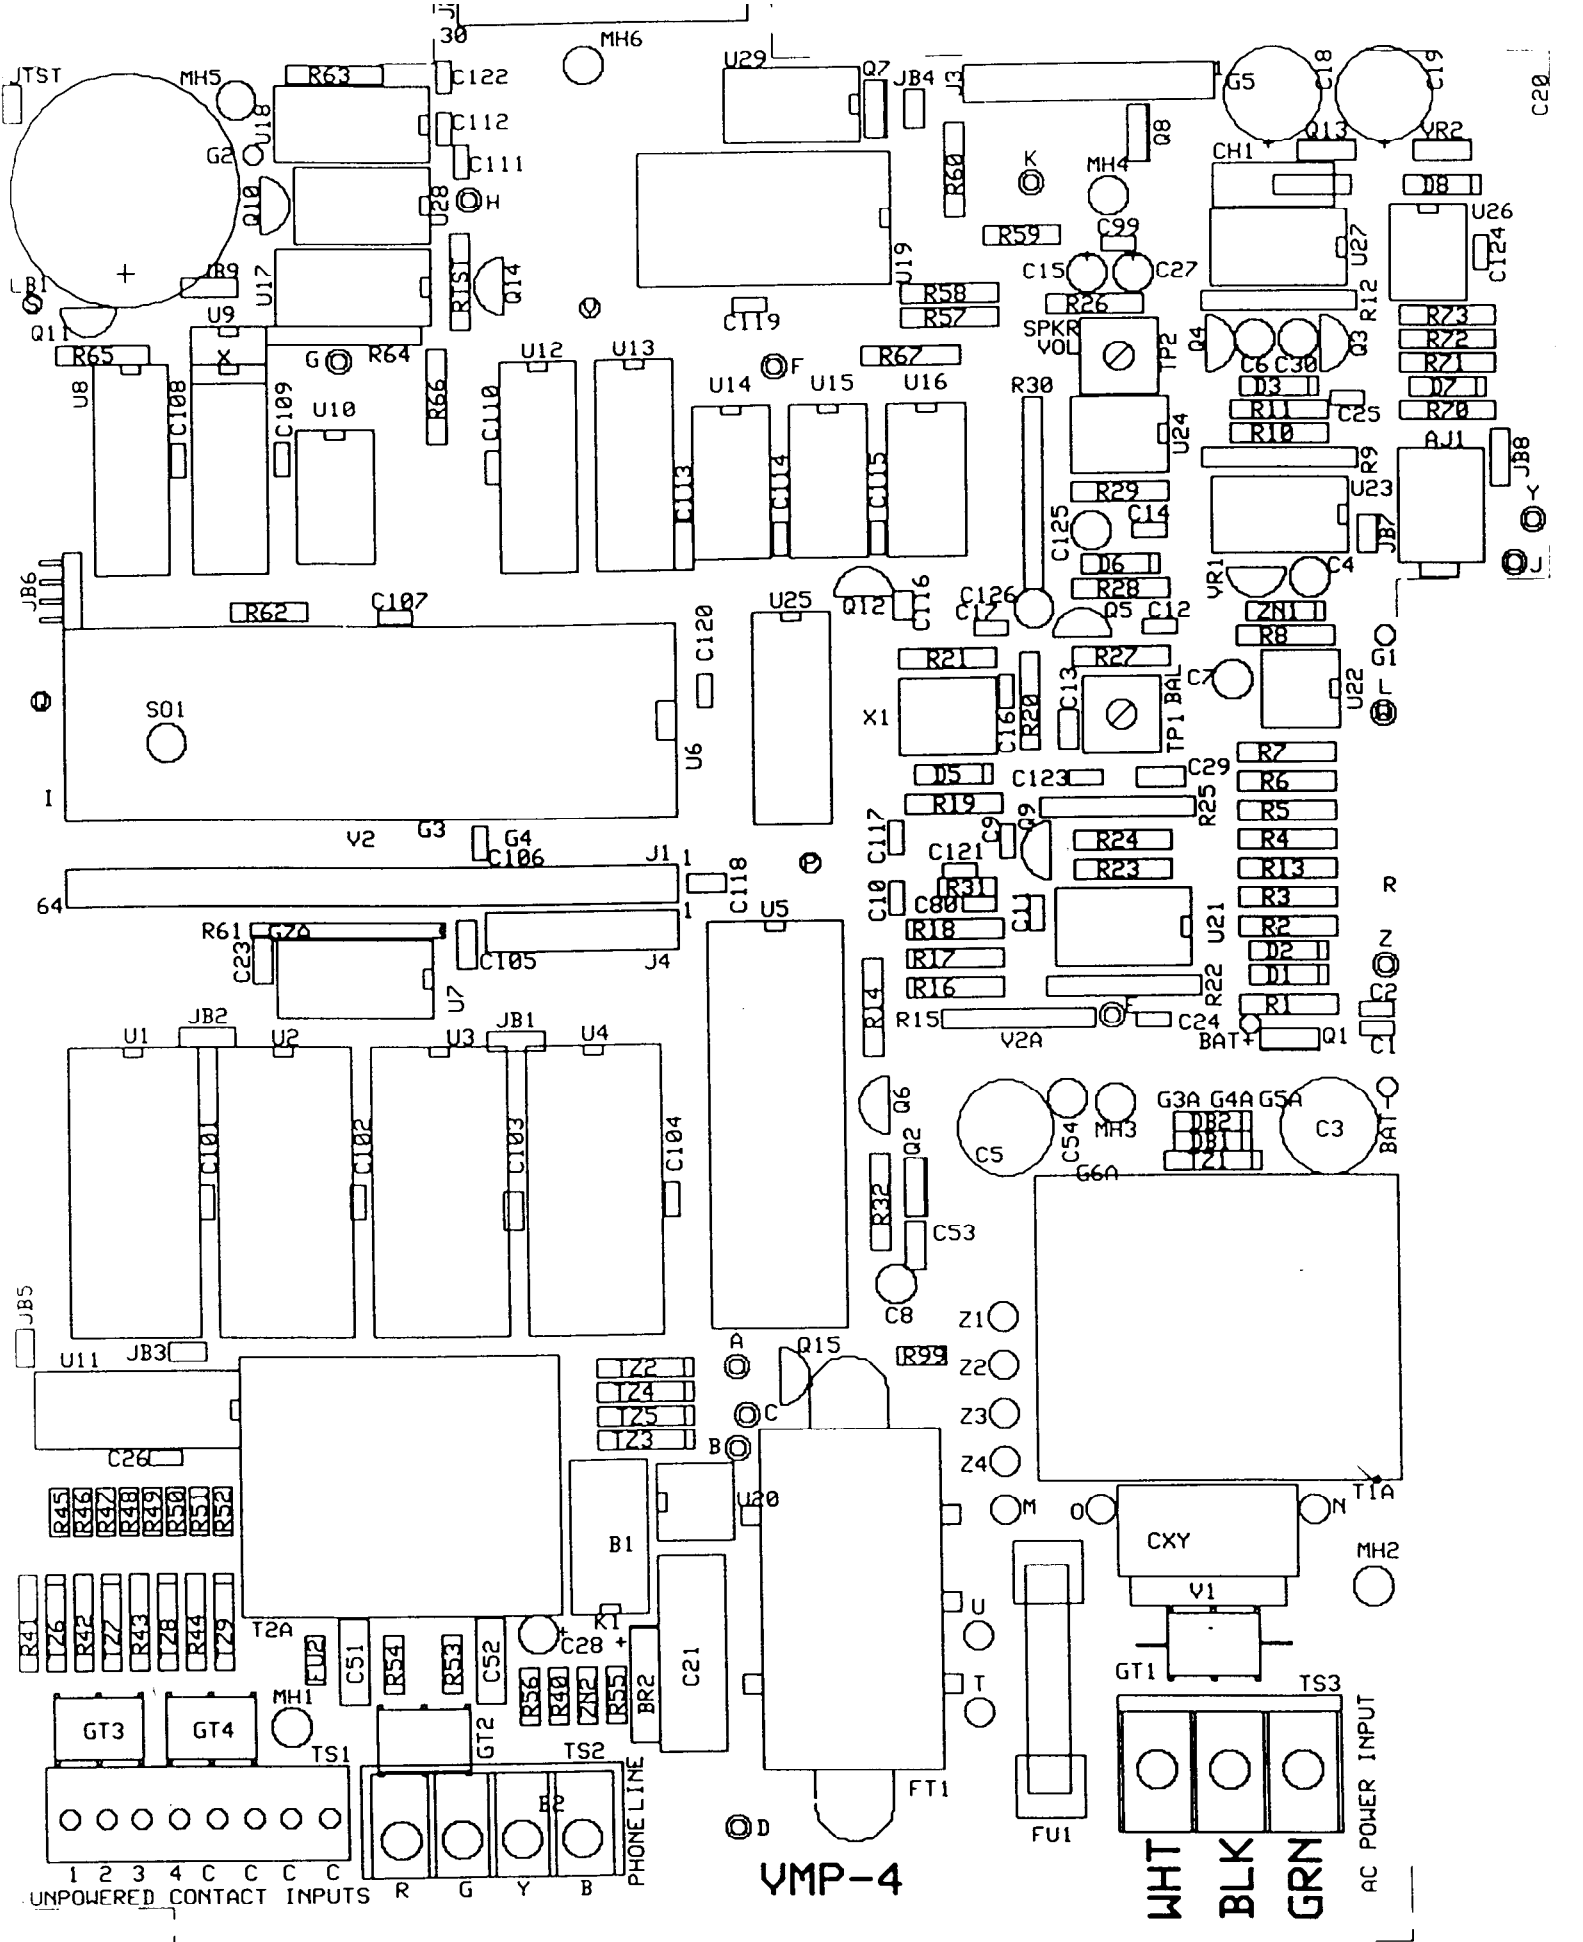 30
MH6
JTST
MH5
R63
C122
U29
Q7
JB4
J3
1
G5
C18
C19
C20
U18
C112
G2
C111
Q8
Q13
VR2
K
MH4
CH1
R60
D8
Q10
U28
H
U26
R59
C99
U27
C124
LB1
S
JB9
U17
R1ST
Q14
V
U19
C15
C27
R58
R26
R12
C119
R57
R73
Q11
U9
SPKR
VOL
Q4
Q3
R72
R65
X
G
R64
U12
U13
F
R67
TP2
C6
C30
R71
U8
C108
C109
U10
R66
C110
U14
U15
U16
R30
D3
D7
R11
C25
R70
U24
R10
AJ1
R9
JB8
C113
C114
C115
R29
U23
Y
C125
C14
JB7
D6
J
JB6
R62
C107
Q12
C116
C126
C17
R28
Q5
C12
VR1
C4
ZN1
U25
R8
G1
C120
R21
R27
C7
U22
L
Q
SO1
X1
C16
R20
C13
TP1 BAL
W
U6
R7
I
D5
C123
C29
R6
R19
R25
R5
V2
G3
G4
C106
C117
C9
Q9
R24
R4
J1
1
P
C121
R23
R13
64
C118
C10
R31
C80
C11
R3
R
R61
G7A
1
U5
R18
U21
R2
C23
C105
J4
R17
D2
Z
U7
R14
R16
R22
D1
C2
JB2
JB1
R15
E
C24
R1
U1
U2
U3
U4
V2A
BAT+
Q1
C1
Q6
G3A
G4A
G5A
C101
C102
C103
C104
C5
C54
MH3
DB2
DB1
C3
BAT-
Q2
TZ1
G6A
R32
C53
C8
Z1
JB5
JB3
A
Q15
R99
Z2
U11
TZ2
TZ4
C
TZ5
Z3
TZ3
B
C26
Z4
R45
R46
R47
R48
R49
R50
R51
R52
U20
M
O
N
T1A
B1
CXY
MH2
R41
TZ6
R42
TZ7
R43
TZ8
R44
TZ9
T2A
K1
V1
U
FU2
C51
R54
R53
C52
+
C28
+
C21
GT1
R56
R40
ZN2
R55
BR2
T
TS3
GT3
GT4
MH1
GT2
TS1
TS2
FT1
B2
PHONE LINE
D
FU1
AC POWER INPUT
1 2 3 4 C C C C
R G Y B
UNPOWERED CONTACT INPUTS
VMP-4
WHT
BLK
GRN